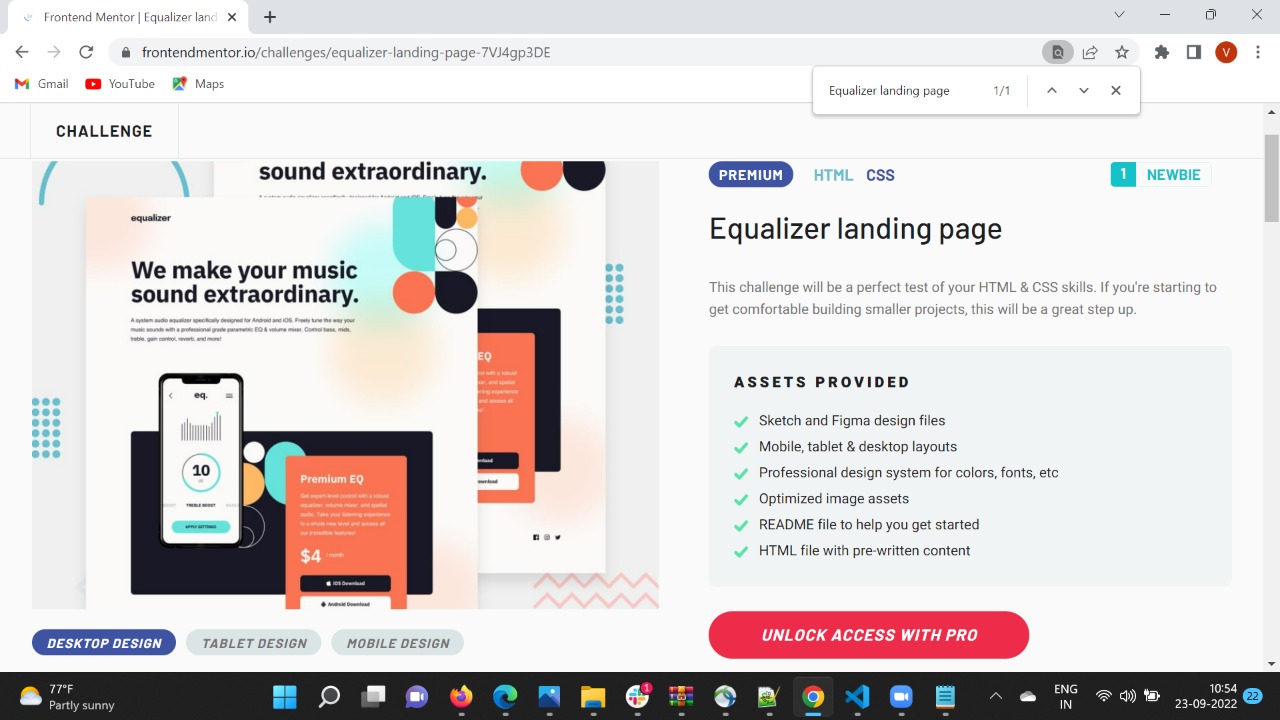 Frontend Mentor | Equalizer land
frontendmentor.io/challenges/equalizer-landing-page-7VJ4gp3DE
V
Gmail
YouTube
Maps
Equalizer landing page
1/1
CHALLENGE
sound extraordinary.
equalizer
We make your music
sound extraordinary.
A system audio equalizer specifically designed for Android and iOS. Freely tune the way your
music sounds with a professional grade parametric EQ & volume mixer. Control bass, mids,
treble, gain control, reverb, and more!
eq.
10
TREBLE BOOST
APPLY SETTINGS
Premium EQ
Get expert-level control with a robust
equalizer, volume mixer, and spatial
audio. Take your listening experience
to a whole new level and access all
our incredible features!
$4 / month
iOS Download
Android Download
EQ
DESKTOP DESIGN
TABLET DESIGN
MOBILE DESIGN
PREMIUM
HTML CSS
1 NEWBIE
Equalizer landing page
This challenge will be a perfect test of your HTML & CSS skills. If you're starting to
get comfortable building smaller projects, this will be a great step up.
ASSETS PROVIDED
Sketch and Figma design files
Mobile, tablet & desktop layouts
Professional design system for colors, fonts, etc
Optimized image assets
README file to help you get started
HTML file with pre-written content
UNLOCK ACCESS WITH PRO
77°F
Partly sunny
1
ENG
IN
10:54
23-09-2022
22